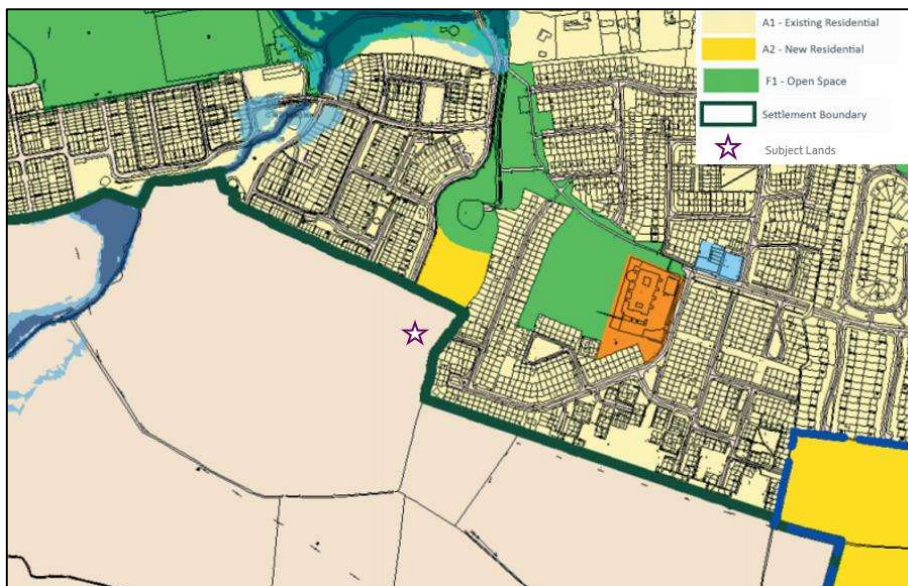 A1 - Existing Residential
A2 - New Residential
F1 - Open Space
Settlement Boundary
Subject Lands